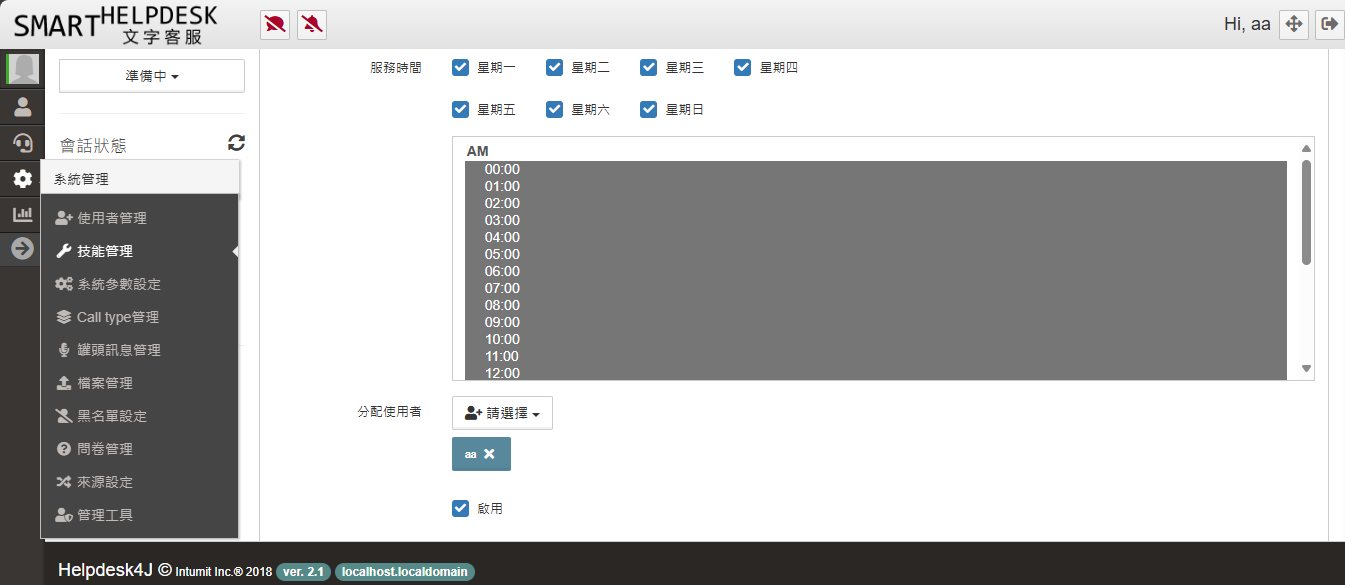 SMARTHELPDESK
文字客服
Hi, aa
準備中
會話狀態
系統管理
使用者管理
技能管理
系統參數設定
Call type管理
罐頭訊息管理
檔案管理
黑名單設定
問卷管理
來源設定
管理工具
服務時間
星期一 星期二 星期三 星期四
星期五 星期六 星期日
AM
00:00
01:00
02:00
03:00
04:00
05:00
06:00
07:00
08:00
09:00
10:00
11:00
12:00
分配使用者
請選擇
aa
啟用
Helpdesk4J © Intumit Inc.® 2018 ver. 2.1 localhost.localdomain